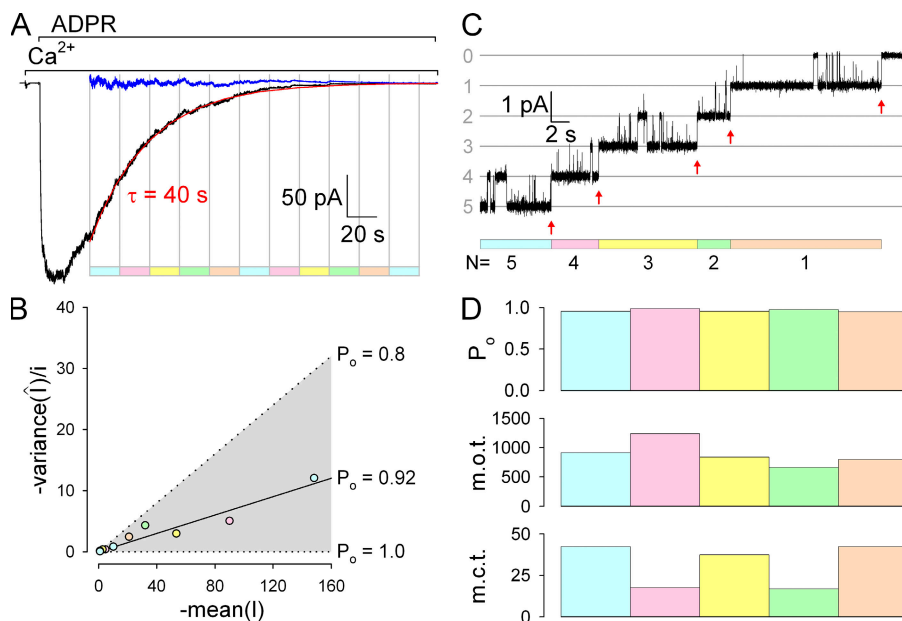 A
ADPR
Ca²⁺
τ = 40 s
50 pA
20 s
B
40
30
20
10
0
-variance(Î)/i
0 40 80 120 160
-mean(I)
Pₒ = 0.8
Pₒ = 0.92
Pₒ = 1.0
C
0
1
2
3
4
5
1 pA
2 s
N= 5 4 3 2 1
D
1.0
0.5
0.0
Pₒ
1500
1000
500
0
m.o.t.
50
25
0
m.c.t.